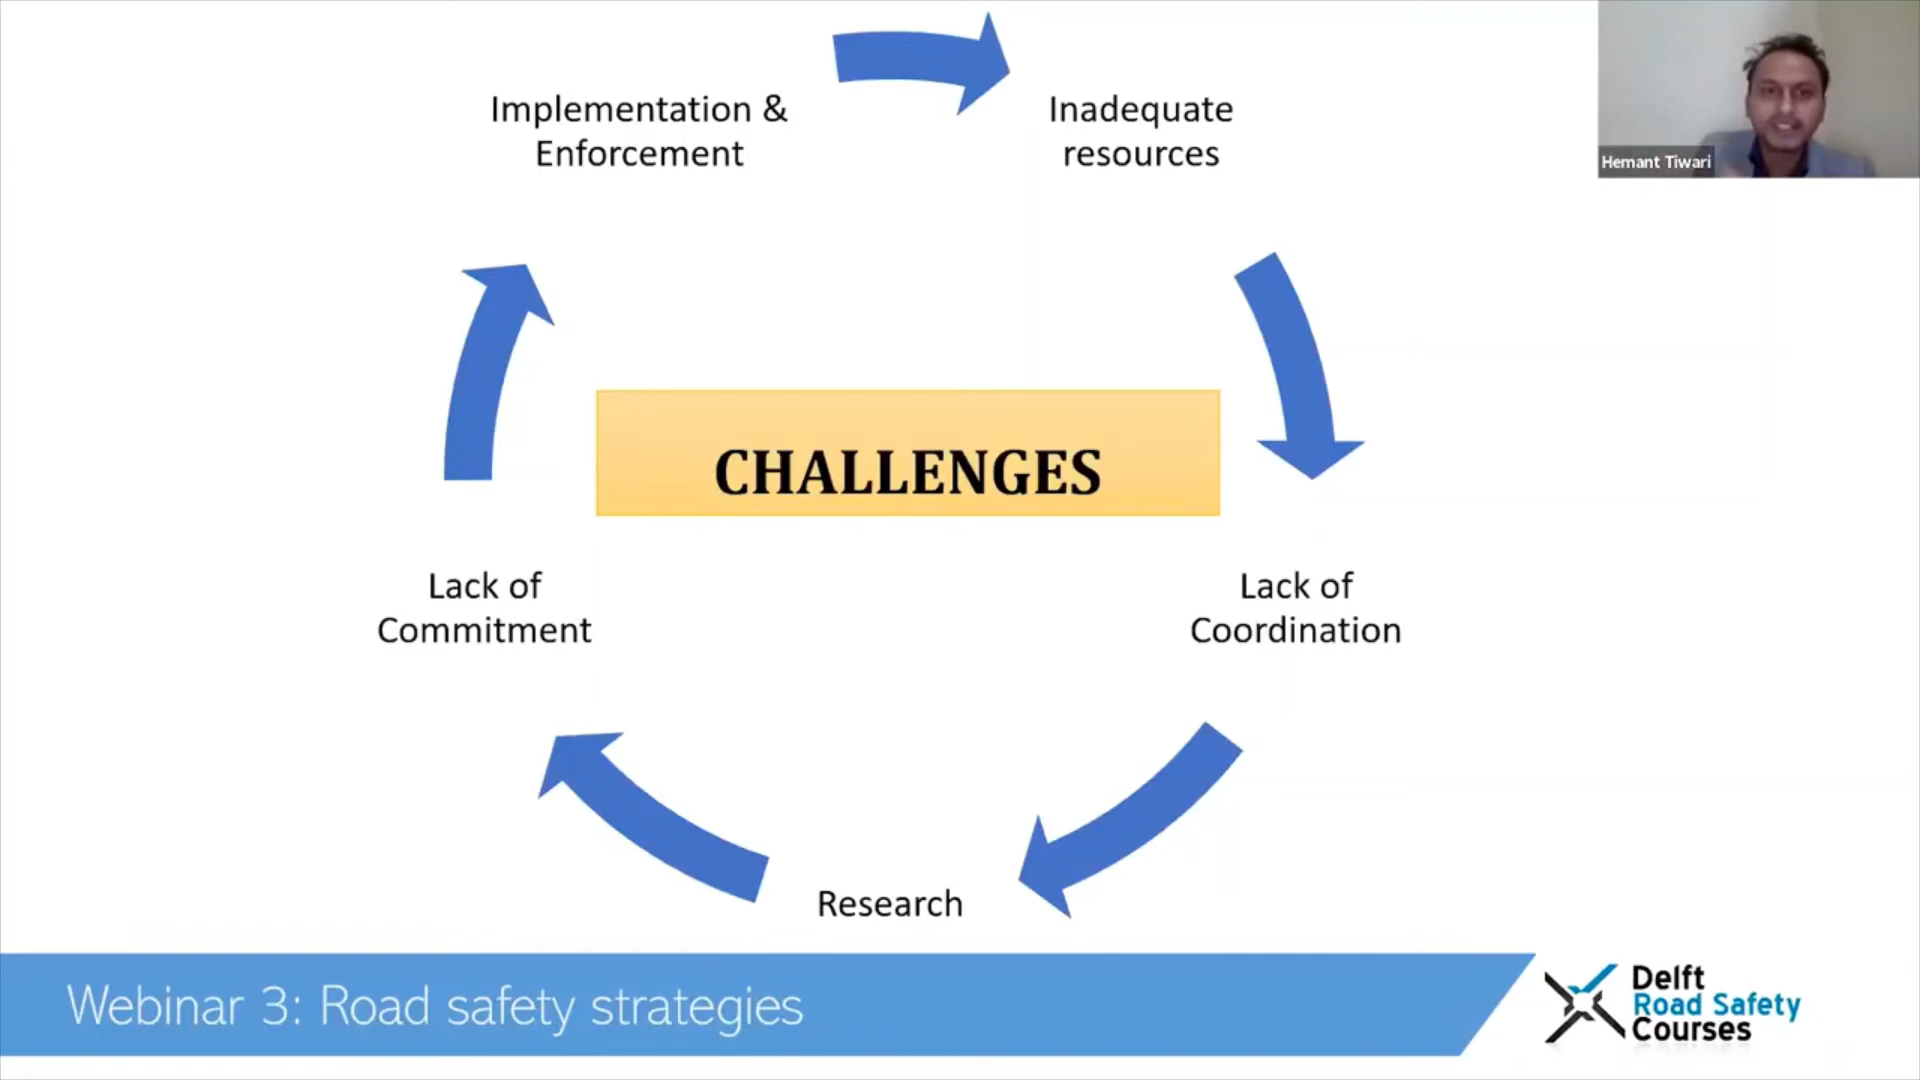 Implementation &
Enforcement
Inadequate
resources
Hemant Tiwari
CHALLENGES
Lack of
Commitment
Lack of
Coordination
Research
Webinar 3: Road safety strategies
Delft
Road Safety
Courses